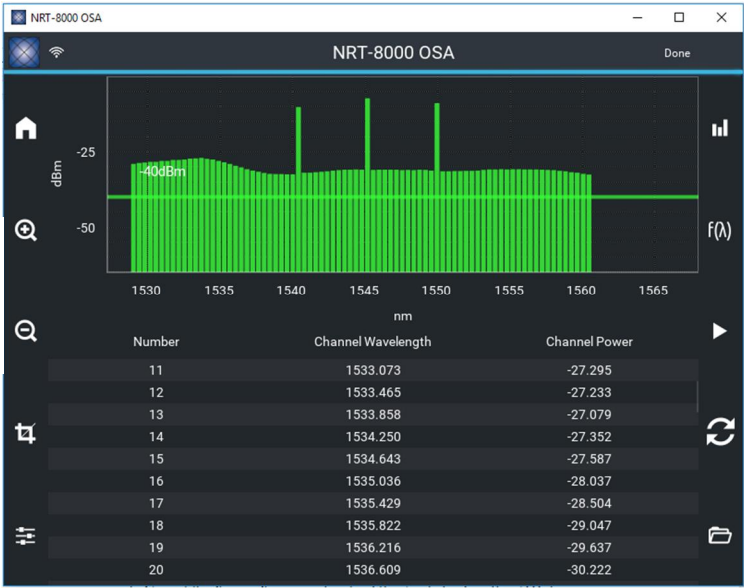 NRT-8000 OSA
NRT-8000 OSA
Done
-25
-40dBm
dBm
-50
f(λ)
1530 1535 1540 1545 1550 1555 1560 1565
nm
Number Channel Wavelength Channel Power
11 1533.073 -27.295
12 1533.465 -27.233
13 1533.858 -27.079
14 1534.250 -27.352
15 1534.643 -27.587
16 1535.036 -28.037
17 1535.429 -28.504
18 1535.822 -29.047
19 1536.216 -29.637
20 1536.609 -30.222